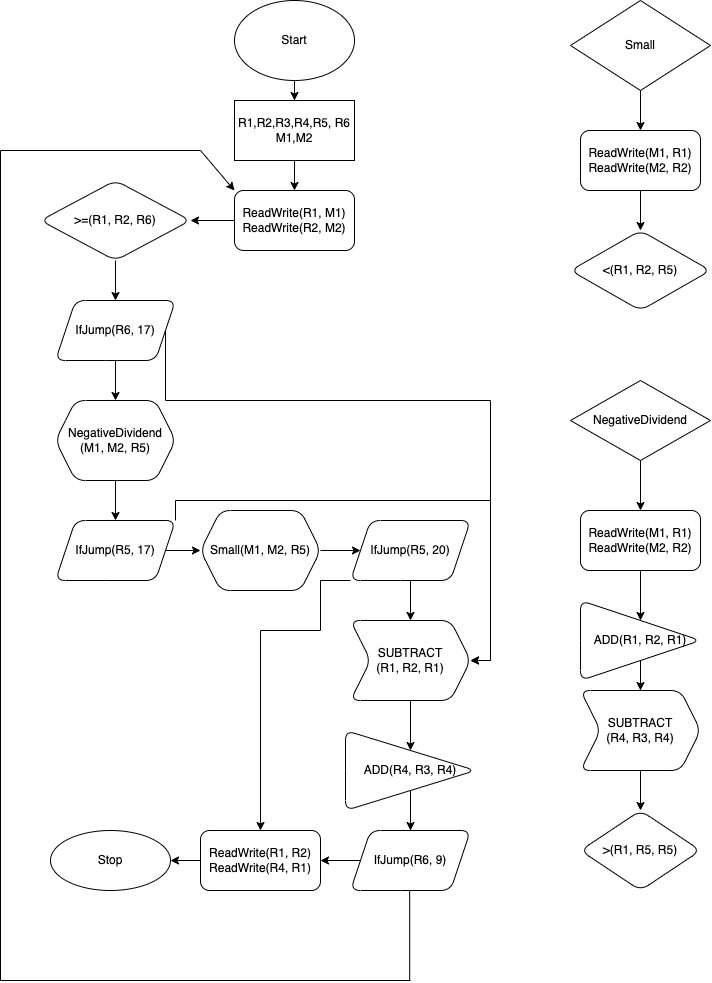 Start
R1,R2,R3,R4,R5, R6
M1,M2
ReadWrite(R1, M1)
ReadWrite(R2, M2)
>=(R1, R2, R6)
IfJump(R6, 17)
NegativeDividend
(M1, M2, R5)
IfJump(R5, 17)
Small(M1, M2, R5)
IfJump(R5, 20)
SUBTRACT
(R1, R2, R1)
ADD(R4, R3, R4)
IfJump(R6, 9)
ReadWrite(R1, R2)
ReadWrite(R4, R1)
Stop
Small
ReadWrite(M1, R1)
ReadWrite(M2, R2)
<(R1, R2, R5)
NegativeDividend
ReadWrite(M1, R1)
ReadWrite(M2, R2)
ADD(R1, R2, R1)
SUBTRACT
(R4, R3, R4)
>(R1, R5, R5)